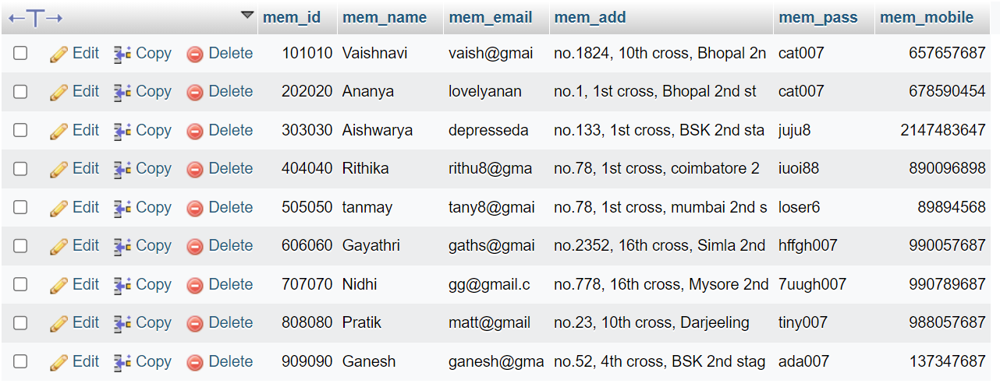 mem_id mem_name mem_email mem_add mem_pass mem_mobile
Edit Copy Delete 101010 Vaishnavi vaish@gmai no.1824, 10th cross, Bhopal 2n cat007 657657687
Edit Copy Delete 202020 Ananya lovelyanan no.1, 1st cross, Bhopal 2nd st cat007 678590454
Edit Copy Delete 303030 Aishwarya depresseda no.133, 1st cross, BSK 2nd sta juju8 2147483647
Edit Copy Delete 404040 Rithika rithu8@gma no.78, 1st cross, coimbatore 2 iuoi88 890096898
Edit Copy Delete 505050 tanmay tany8@gmai no.78, 1st cross, mumbai 2nd s loser6 89894568
Edit Copy Delete 606060 Gayathri gaths@gmai no.2352, 16th cross, Simla 2nd hffgh007 990057687
Edit Copy Delete 707070 Nidhi gg@gmail.c no.778, 16th cross, Mysore 2nd 7uugh007 990789687
Edit Copy Delete 808080 Pratik matt@gmail no.23, 10th cross, Darjeeling tiny007 988057687
Edit Copy Delete 909090 Ganesh ganesh@gma no.52, 4th cross, BSK 2nd stag ada007 137347687